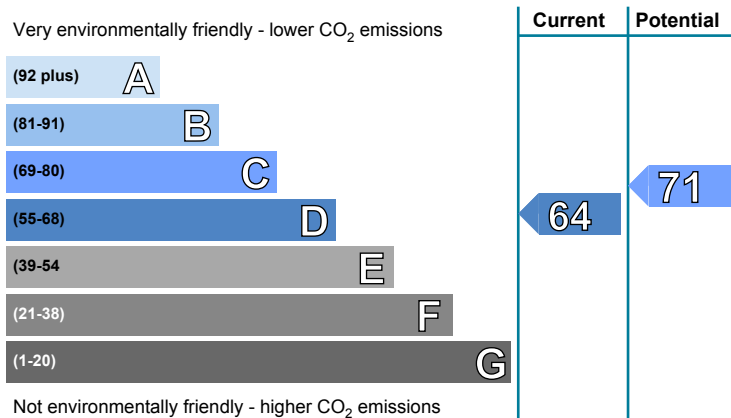 Current Potential
Very environmentally friendly - lower CO2 emissions
(92 plus) A
(81-91) B
(69-80) C
71
(55-68) D
64
(39-54 E
(21-38) F
(1-20) G
Not environmentally friendly - higher CO2 emissions